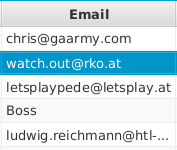 Email
chris@gaarmy.com
watch.out@rko.at
letsplaypede@letsplay.at
Boss
ludwig.reichmann@htl-...